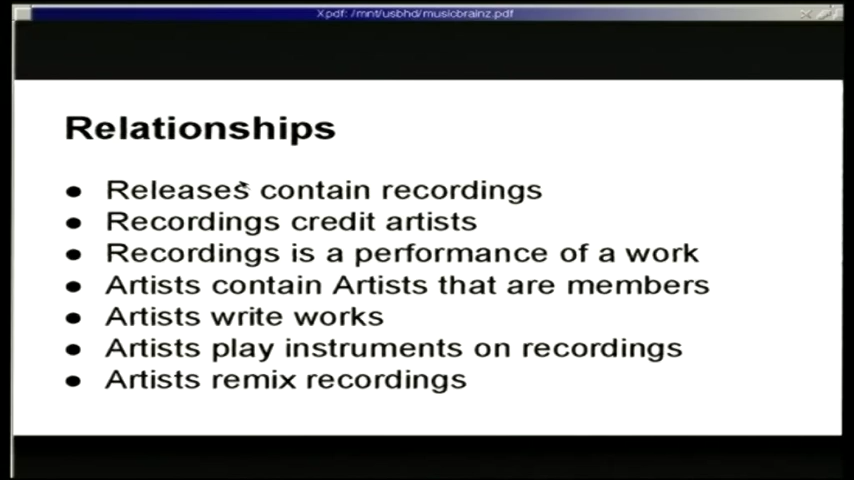 Xpdf: /mnt/usbhd/musicbrainz.pdf
Relationships
● Releases contain recordings
● Recordings credit artists
● Recordings is a performance of a work
● Artists contain Artists that are members
● Artists write works
● Artists play instruments on recordings
● Artists remix recordings